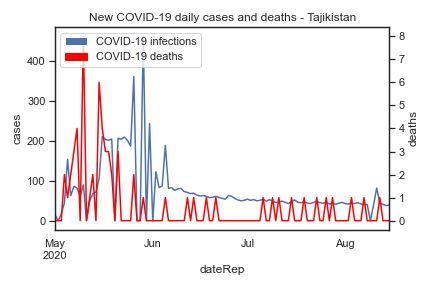 New COVID-19 daily cases and deaths - Tajikistan
COVID-19 infections
COVID-19 deaths
cases
400
300
200
100
0
8
7
6
5
4
3
2
1
0
deaths
May
2020
Jun
Jul
Aug
dateRep